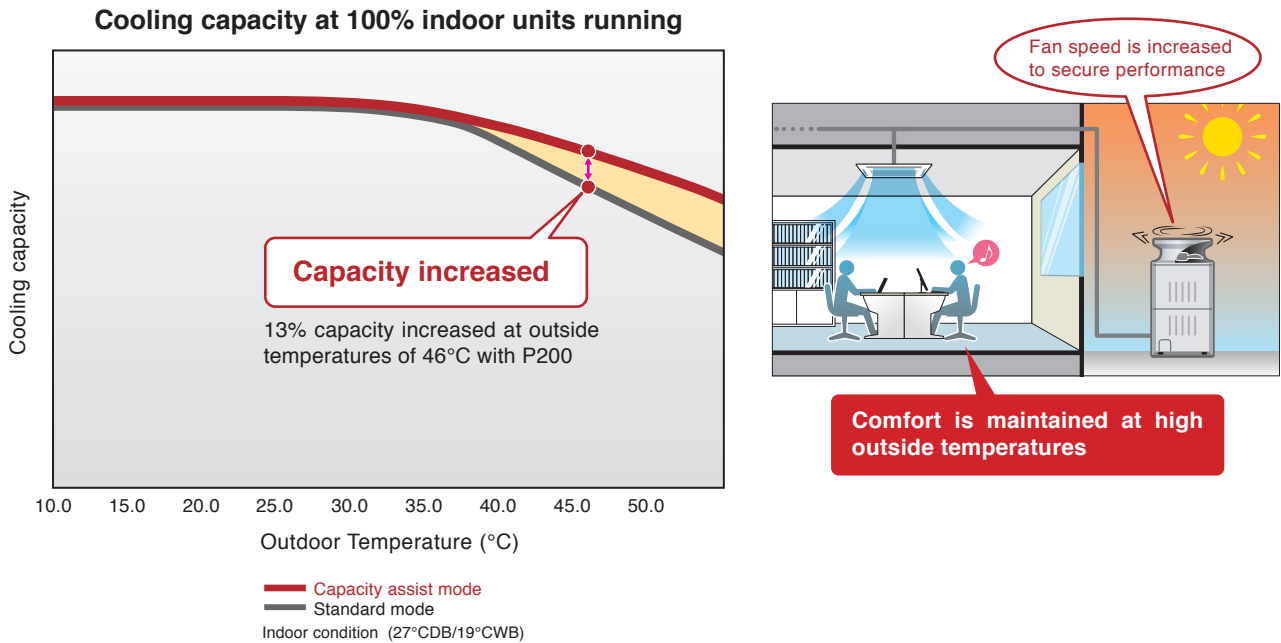 Cooling capacity at 100% indoor units running
Cooling capacity
Capacity increased
13% capacity increased at outside
temperatures of 46°C with P200
10.0 15.0 20.0 25.0 30.0 35.0 40.0 45.0 50.0
Outdoor Temperature (°C)
Capacity assist mode
Standard mode
Indoor condition (27°CDB/19°CWB)
Fan speed is increased
to secure performance
Comfort is maintained at high
outside temperatures